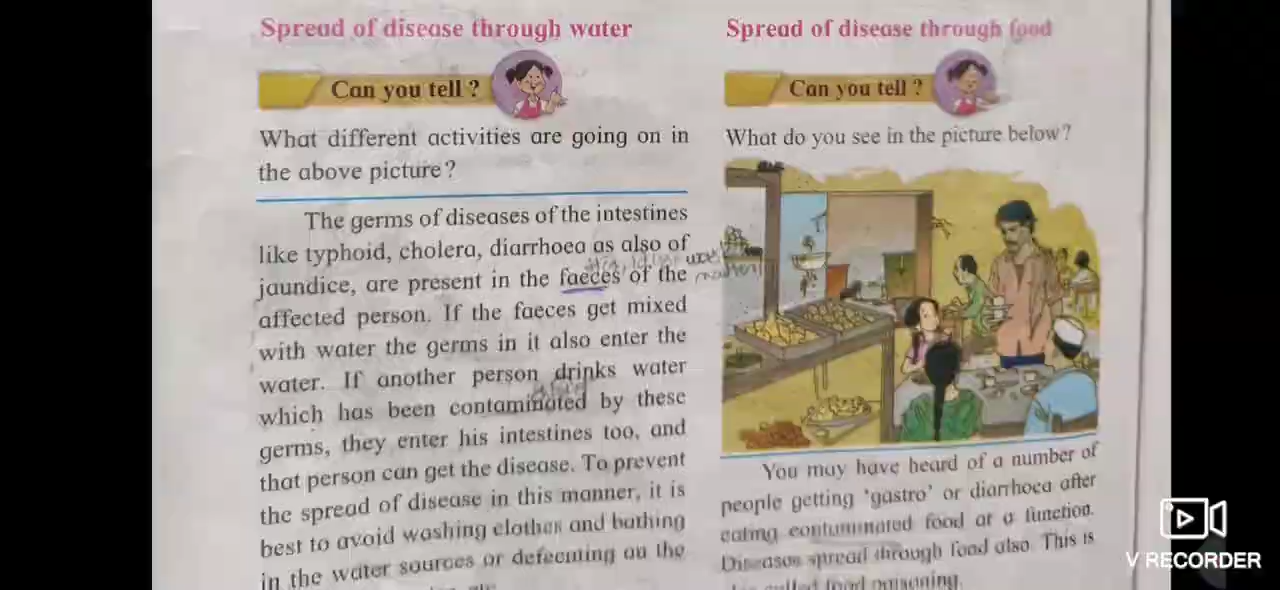 Spread of disease through water
Can you tell ?
What different activities are going on in
the above picture?
The germs of diseases of the intestines
like typhoid, cholera, diarrhoea as also of
jaundice, are present in the faeces of the
affected person. If the faeces get mixed
with water the germs in it also enter the
water. If another person drinks water
which has been contaminated by these
germs, they enter his intestines too, and
that person can get the disease. To prevent
the spread of disease in this manner, it is
best to avoid washing clothes and bathing
in the water sources or defecating on the
Spread of disease through food
Can you tell ?
What do you see in the picture below?
You may have heard of a number of
people getting 'gastro' or diarrhoea after
eating contaminated food at a function.
Diseases spread through food also. This is
called food poisoning.
V RECORDER